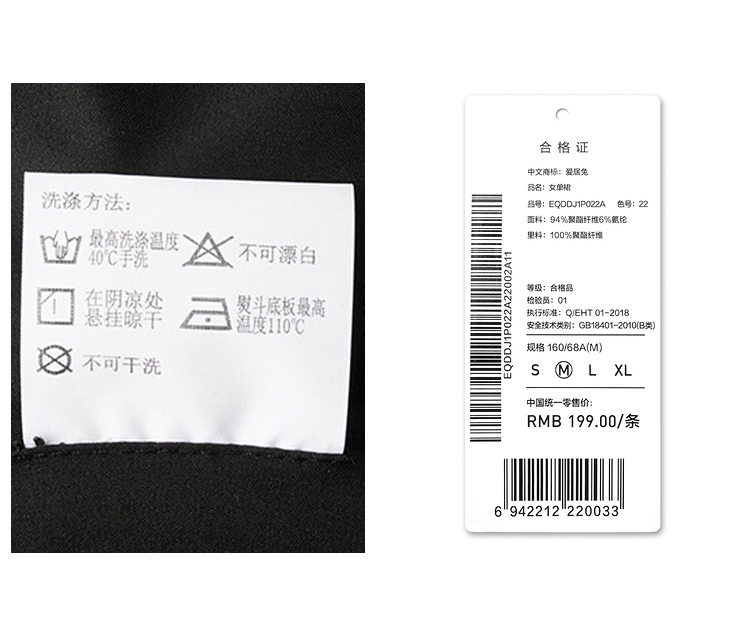 洗涤方法:
最高洗涤温度
40℃手洗
不可漂白
在阴凉处
悬挂晾干
熨斗底板最高
温度110℃
不可干洗
合格证
中文商标: 爱居兔
品名: 女单裙
品号: EQDDJ1P022A 色号: 22
面料: 94%聚酯纤维6%氨纶
里料: 100%聚酯纤维
EQDDJ1P022A22002A11
等级: 合格品
检验员: 01
执行标准: Q/EHT 01-2018
安全技术类别: GB18401-2010(B类)
规格 160/68A(M)
S M L XL
中国统一零售价:
RMB 199.00/条
6 942212 220033